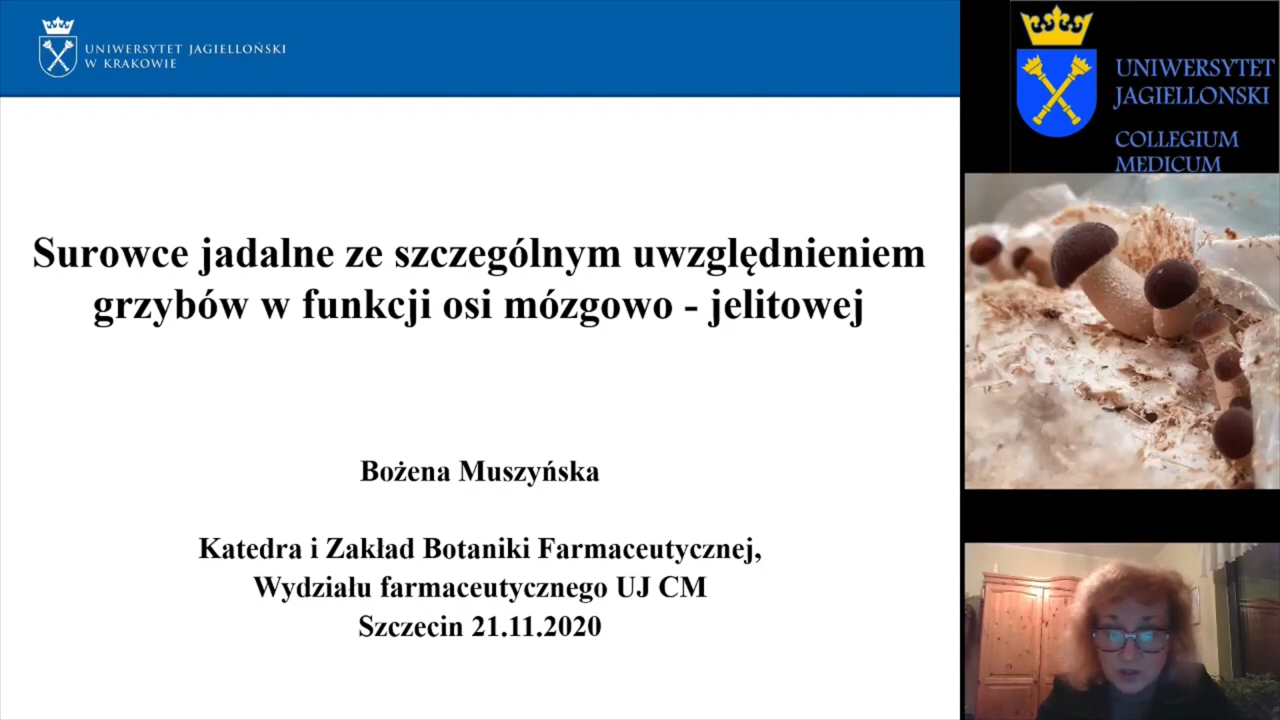 UNIWERSYTET JAGIELLOŃSKI
W KRAKOWIE
Surowce jadalne ze szczególnym uwzględnieniem
grzybów w funkcji osi mózgowo - jelitowej
Bożena Muszyńska
Katedra i Zakład Botaniki Farmaceutycznej,
Wydziału farmaceutycznego UJ CM
Szczecin 21.11.2020
UNIWERSYTET
JAGIELLONSKI
COLLEGIUM
MEDICUM